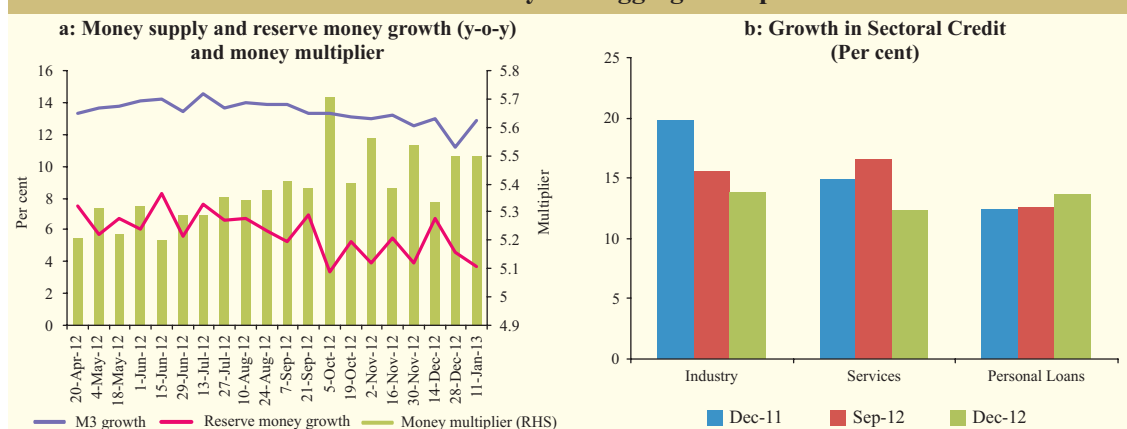 a: Money supply and reserve money growth (y-o-y)
and money multiplier
16
14
12
10
8
6
4
2
0
Per cent
5.8
5.7
5.6
5.5
5.4
5.3
5.2
5.1
5
4.9
Multiplier
20-Apr-12
4-May-12
18-May-12
1-Jun-12
15-Jun-12
29-Jun-12
13-Jul-12
27-Jul-12
10-Aug-12
24-Aug-12
7-Sep-12
21-Sep-12
5-Oct-12
19-Oct-12
2-Nov-12
16-Nov-12
30-Nov-12
14-Dec-12
28-Dec-12
11-Jan-13
M3 growth Reserve money growth Money multiplier (RHS)
b: Growth in Sectoral Credit
(Per cent)
25
20
15
10
5
0
Industry Services Personal Loans
Dec-11 Sep-12 Dec-12